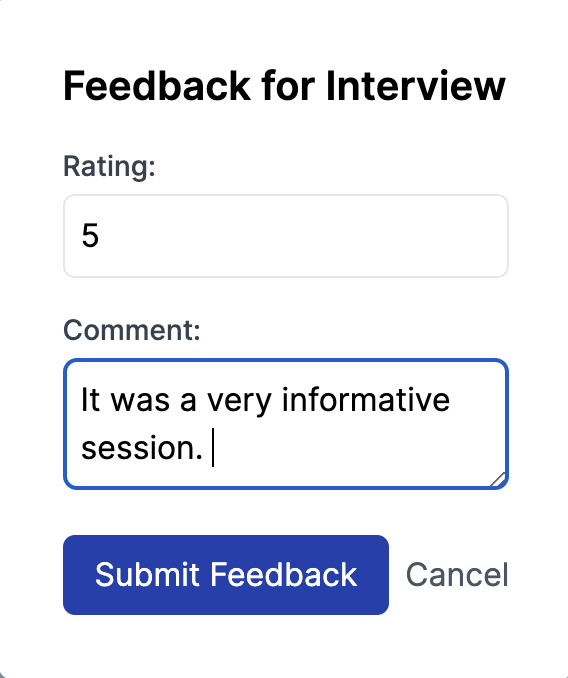 Feedback for Interview
Rating:
5
Comment:
It was a very informative
session.
Submit Feedback
Cancel